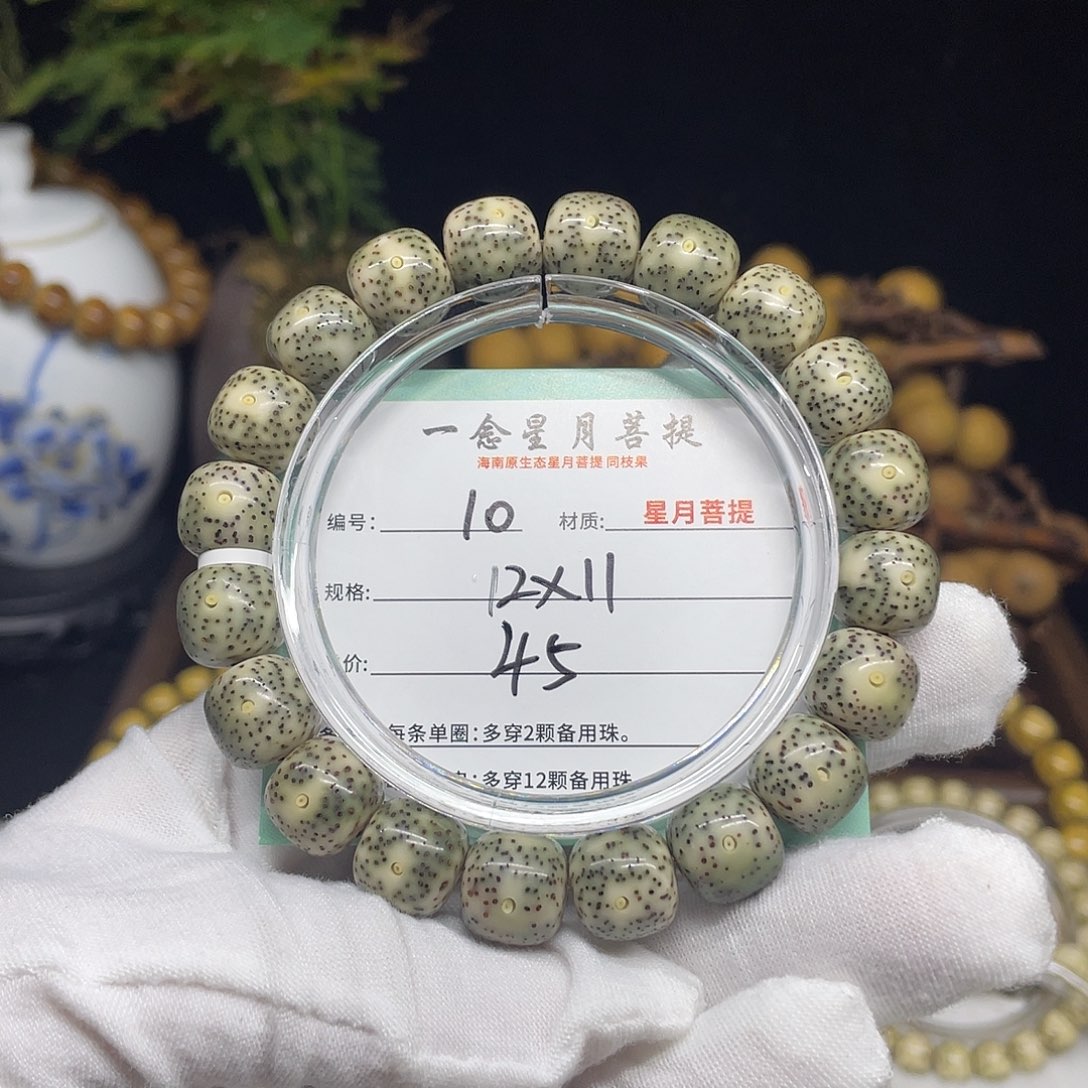 一念星月菩提
海南原生态星月菩提 同枝果
编号: 10 材质: 星月菩提
规格: 12×11
价: 45
每条单圈:多穿2颗备用珠。
:多穿12颗备用珠